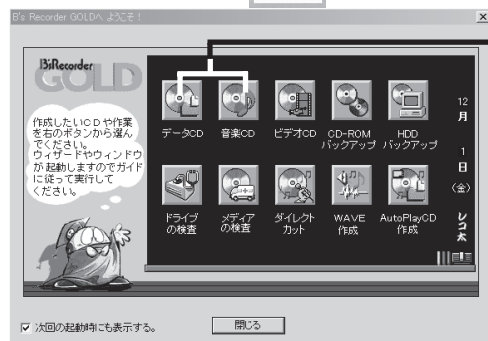 B's Recorder GOLDへ ようこそ!
B's Recorder
GOLD
作成したいCDや作業
を右のボタンから選ん
でください。
ウィザードやウィンドウ
が起動しますのでガイド
に従って実行して
ください。
データCD
音楽CD
ビデオCD
CD-ROM
バックアップ
HDD
バックアップ
ドライブ
の検査
メディア
の検査
ダイレクト
カット
WAVE
作成
AutoPlayCD
作成
12
月
1
日
(金)
レコ太
次回の起動時にも表示する。
閉じる